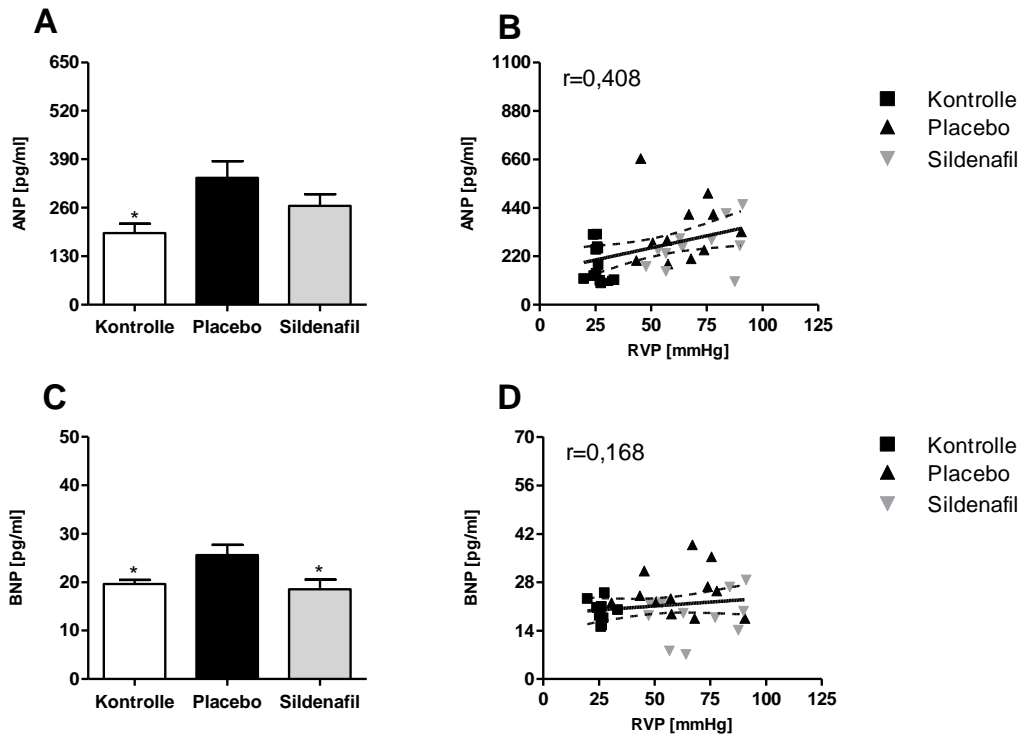 A
ANP [pg/ml]
650
520
390
260
130
0
*
Kontrolle Placebo Sildenafil
B
ANP [pg/ml]
1100
880
660
440
220
0
r=0,408
0 25 50 75 100 125
RVP [mmHg]
Kontrolle
Placebo
Sildenafil
C
BNP [pg/ml]
50
40
30
20
10
0
* *
Kontrolle Placebo Sildenafil
D
BNP [pg/ml]
70
56
42
28
14
0
r=0,168
0 25 50 75 100 125
RVP [mmHg]
Kontrolle
Placebo
Sildenafil